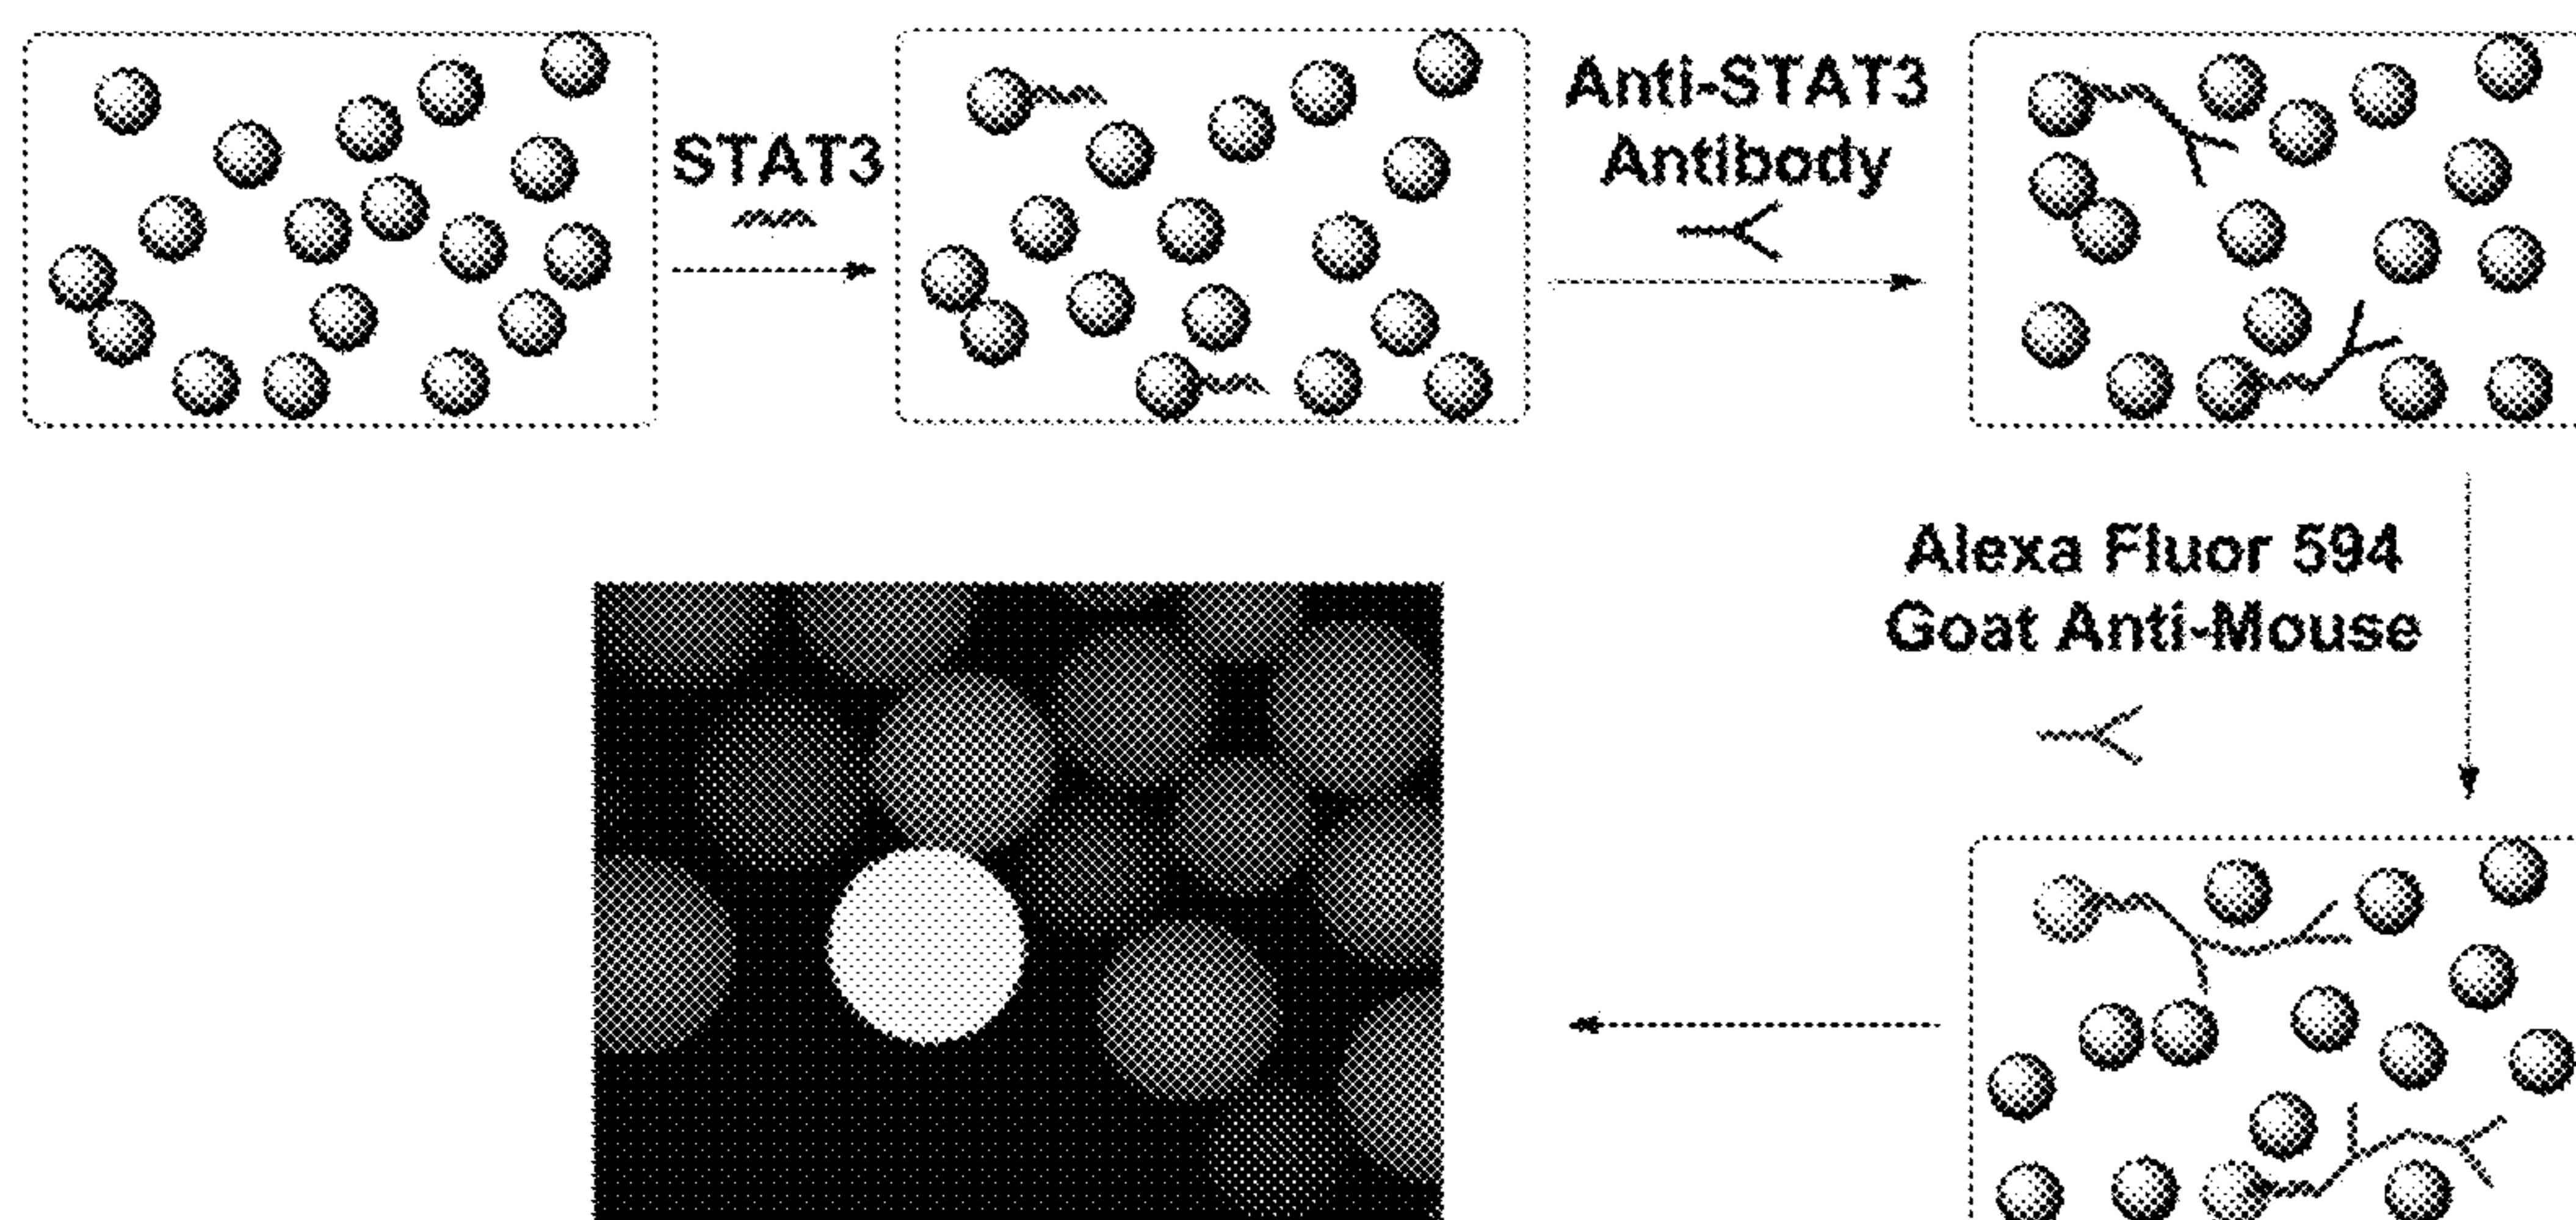 STAT3
Anti-STAT3
Antibody
Alexa Fluor 594
Goat Anti-Mouse